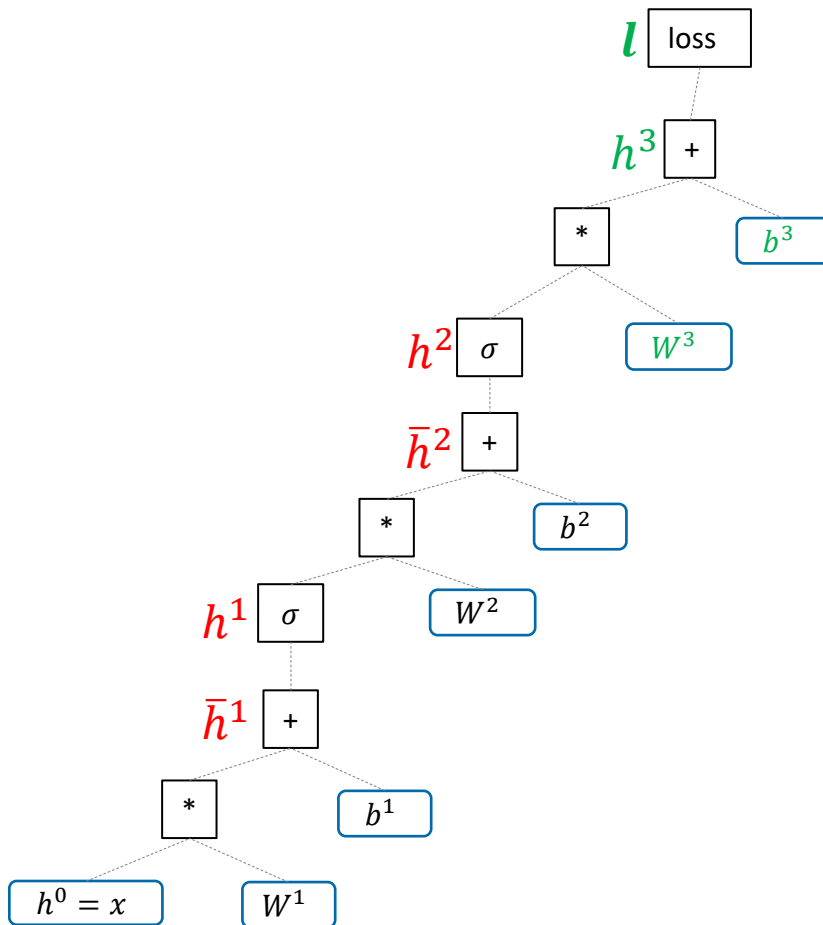 l loss
h³ +
* b³
h² σ W³
h̄² +
* b²
h¹ σ W²
h̄¹ +
* b¹
h⁰ = x W¹